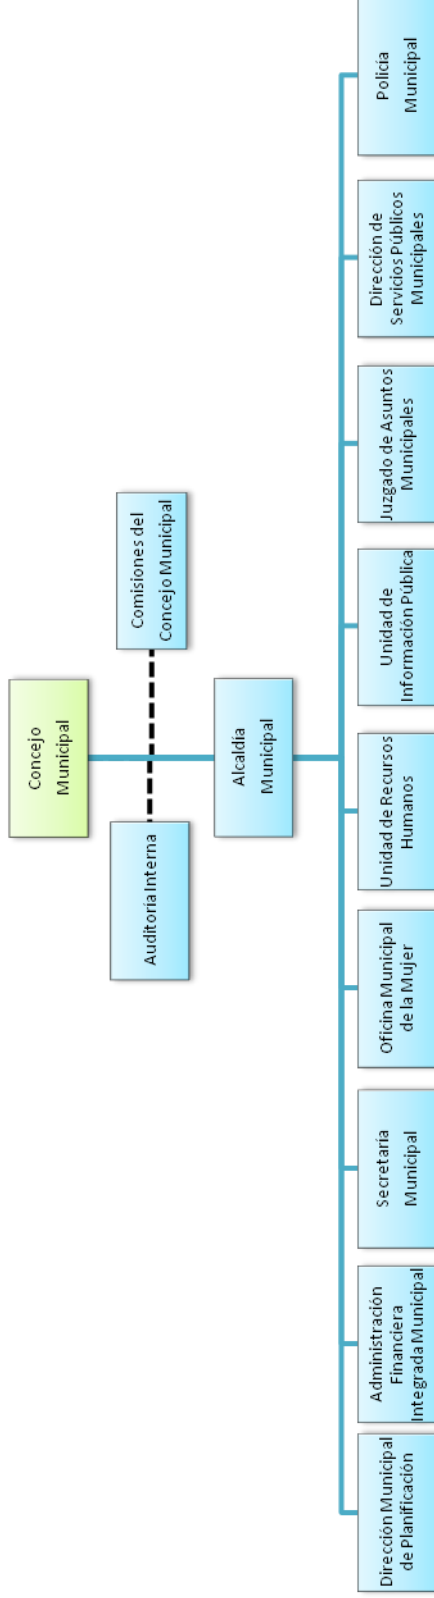 Concejo
Municipal
Auditoría Interna
Comisiones del
Concejo Municipal
Alcaldía
Municipal
Dirección Municipal
de Planificación
Administración
Financiera
Integrada Municipal
Secretaría
Municipal
Oficina Municipal
de la Mujer
Unidad de Recursos
Humanos
Unidad de
Información Pública
Juzgado de Asuntos
Municipales
Dirección de
Servicios Públicos
Municipales
Policía
Municipal